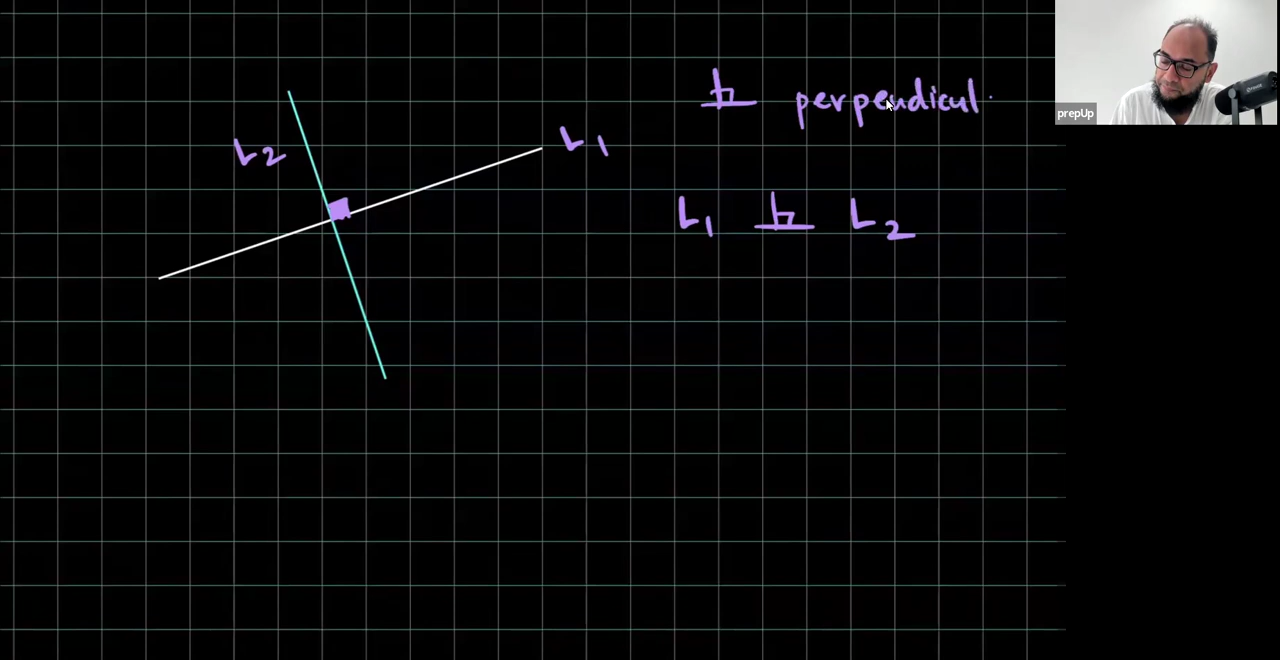 ⊥ perpendicul.
L2
L1
L1 ⊥ L2
prepUp